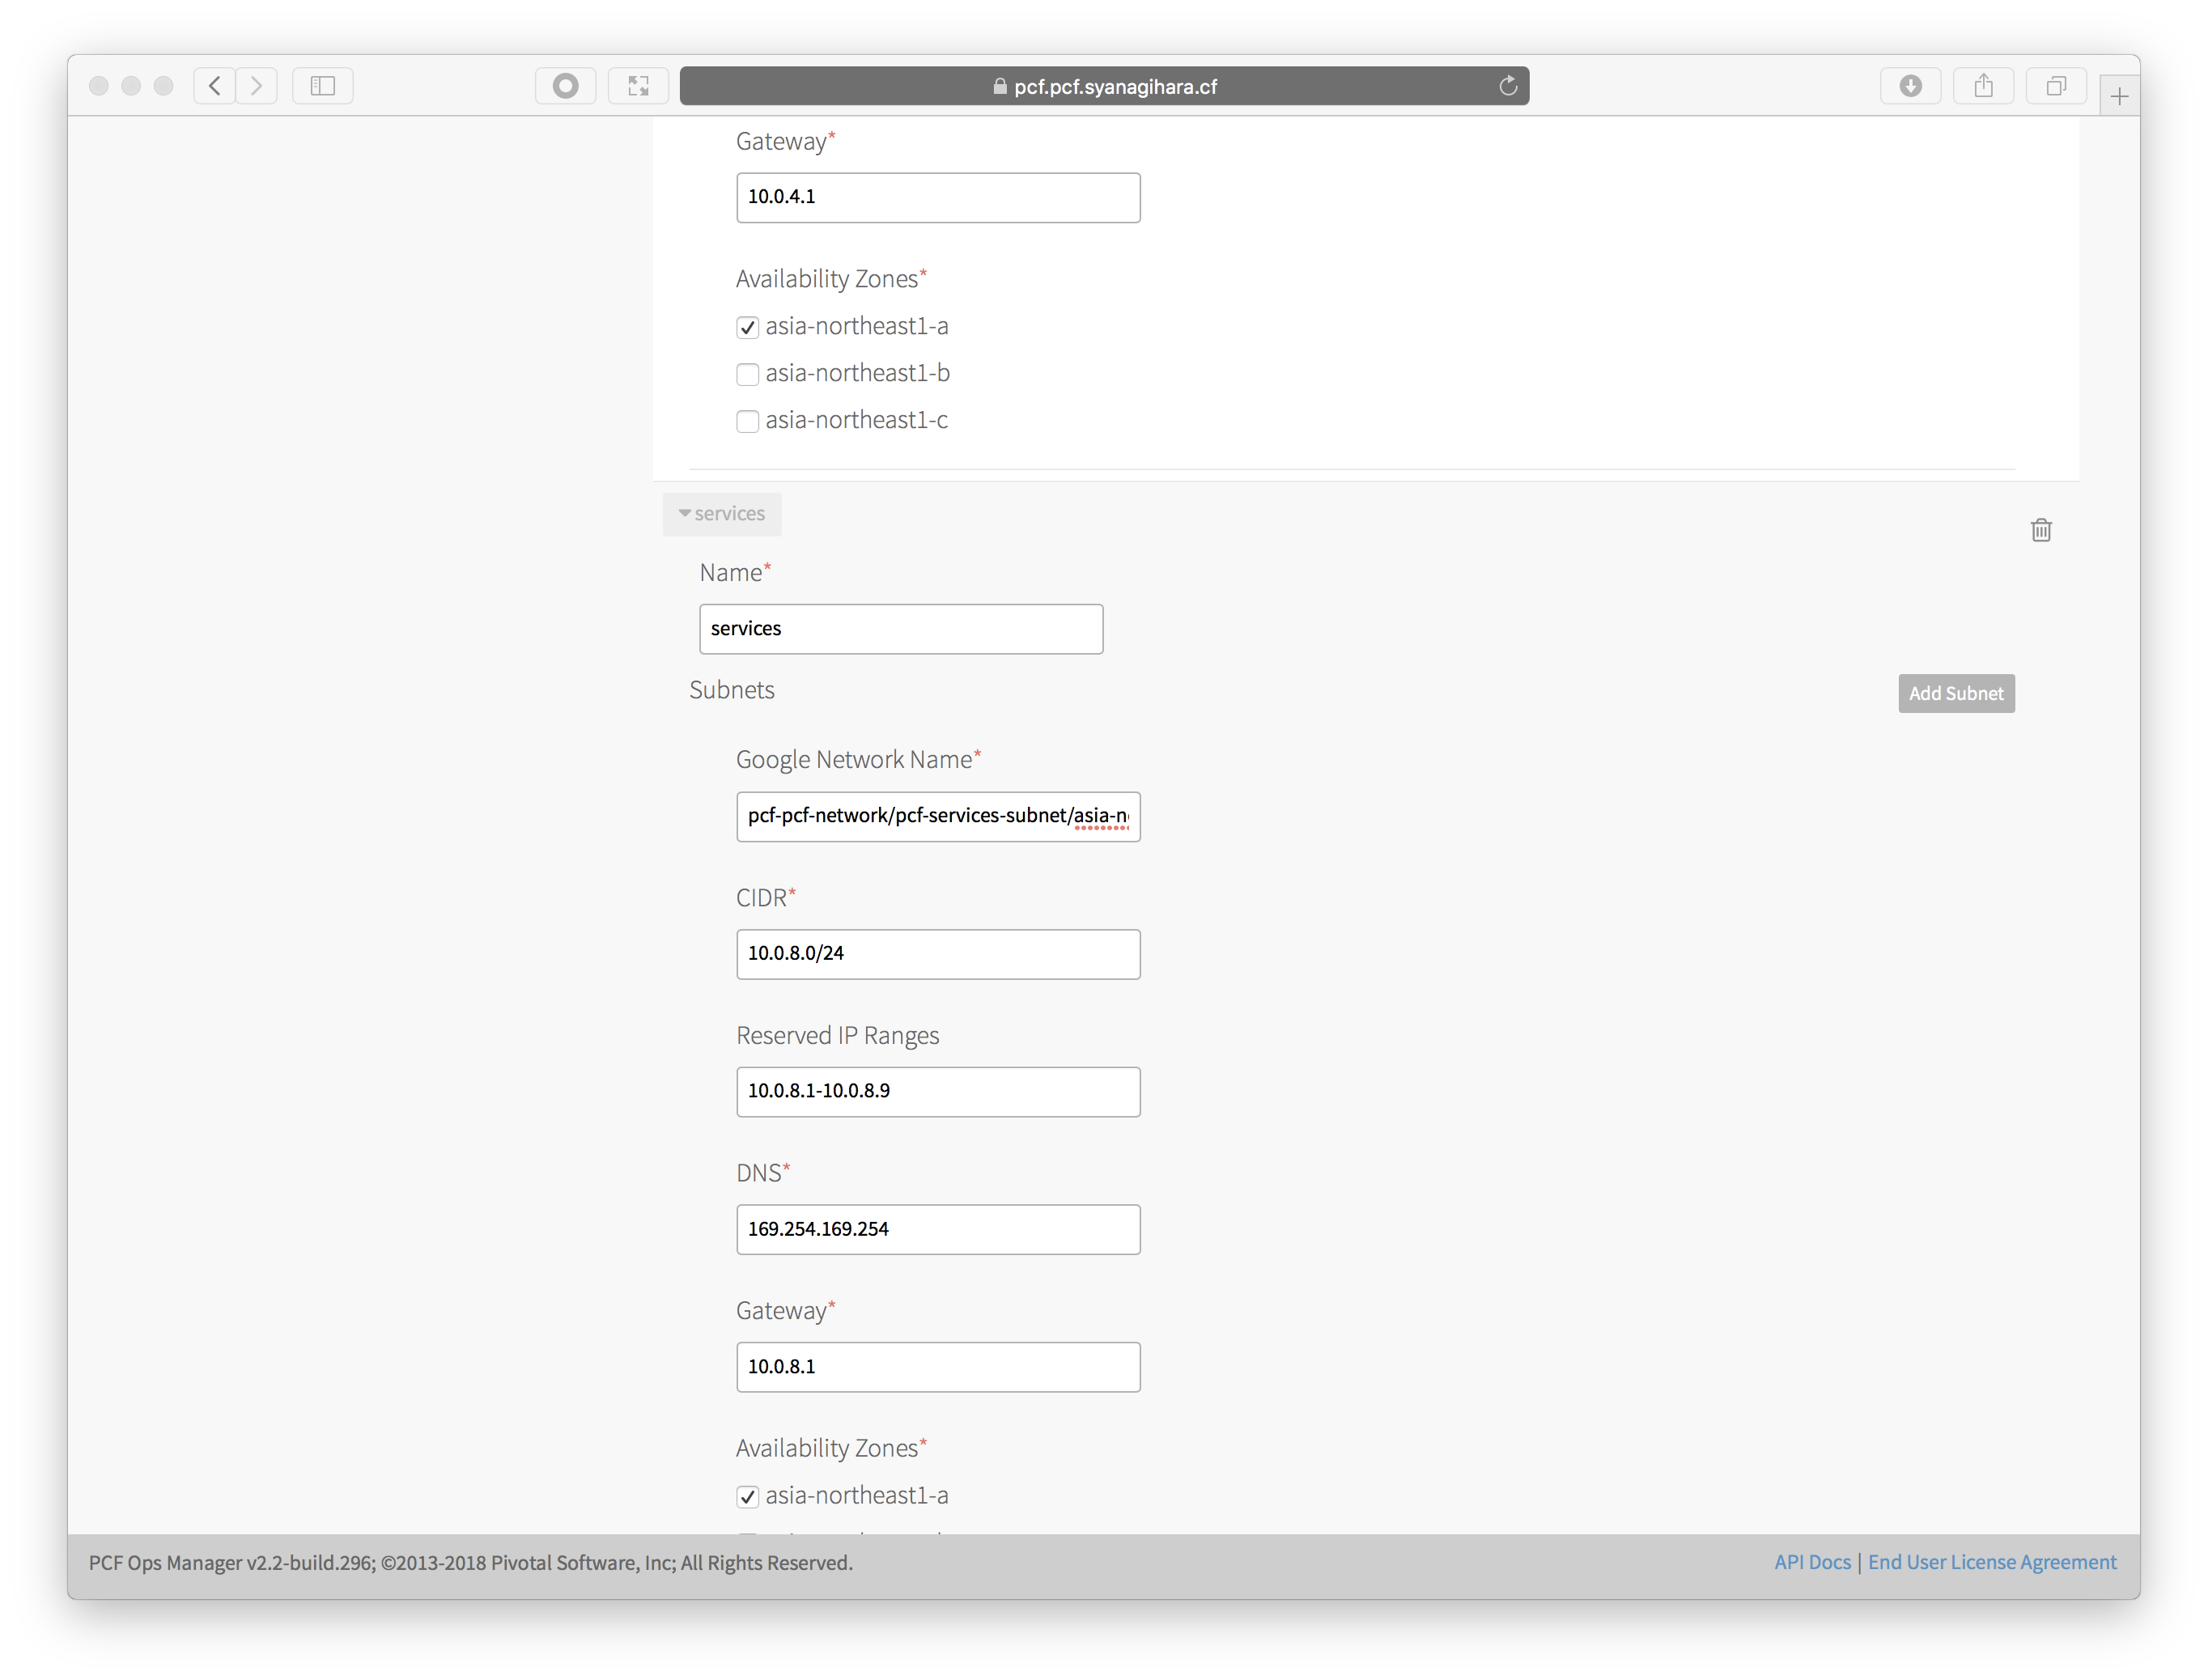 pcf.pcf.syanagihara.cf
Gateway*
10.0.4.1
Availability Zones*
asia-northeast1-a
asia-northeast1-b
asia-northeast1-c
services
Name*
services
Subnets
Add Subnet
Google Network Name*
pcf-pcf-network/pcf-services-subnet/asia-n
CIDR*
10.0.8.0/24
Reserved IP Ranges
10.0.8.1-10.0.8.9
DNS*
169.254.169.254
Gateway*
10.0.8.1
Availability Zones*
asia-northeast1-a
PCF Ops Manager v2.2-build.296; ©2013-2018 Pivotal Software, Inc; All Rights Reserved.
API Docs | End User License Agreement